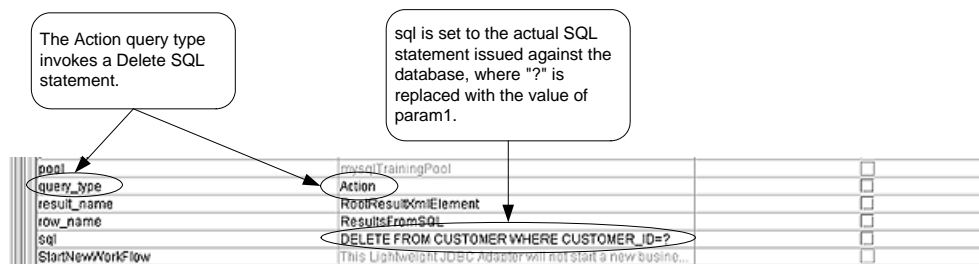 The Action query type
invokes a Delete SQL
statement.
sql is set to the actual SQL
statement issued against the
database, where "?" is
replaced with the value of
param1.
pool mysqlTrainingPool
query_type Action
result_name RootResultXmlElement
row_name ResultsFromSQL
sql DELETE FROM CUSTOMER WHERE CUSTOMER_ID=?
StartNewWorkFlow This Lightweight JDBC Adapter will not start a new busine...